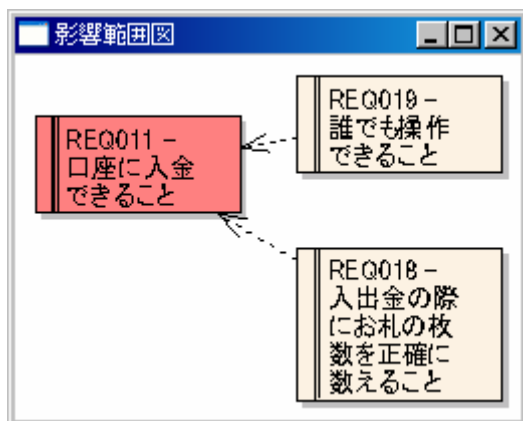 影響範囲図
REQ011 –
口座に入金
できること
REQ019 –
誰でも操作
できること
REQ018 –
入出金の際
にお札の枚
数を正確に
数えること